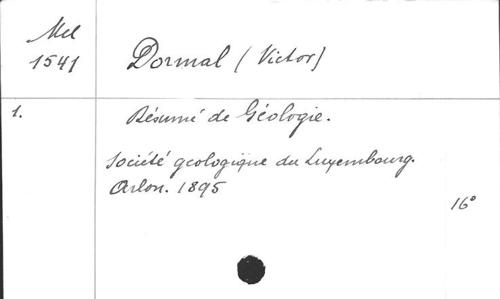 Mel
1541
Dormal (Victor)
1.
Résumé de Géologie.
Société géologique du Luxembourg.
Arlon. 1895
16°